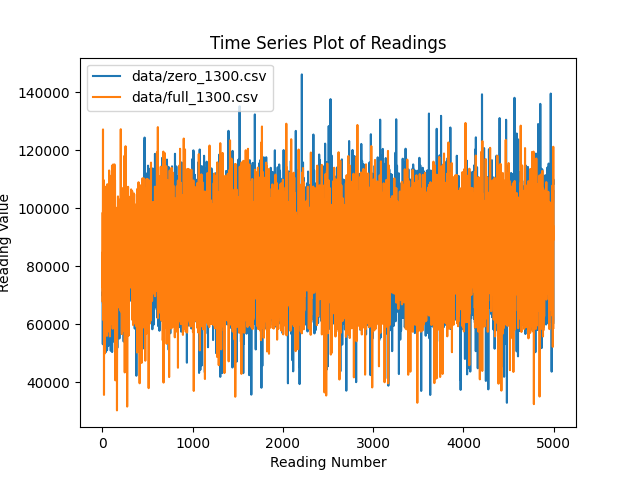 Time Series Plot of Readings
data/zero_1300.csv
data/full_1300.csv
140000
120000
100000
80000
60000
40000
Reading Value
0 1000 2000 3000 4000 5000
Reading Number